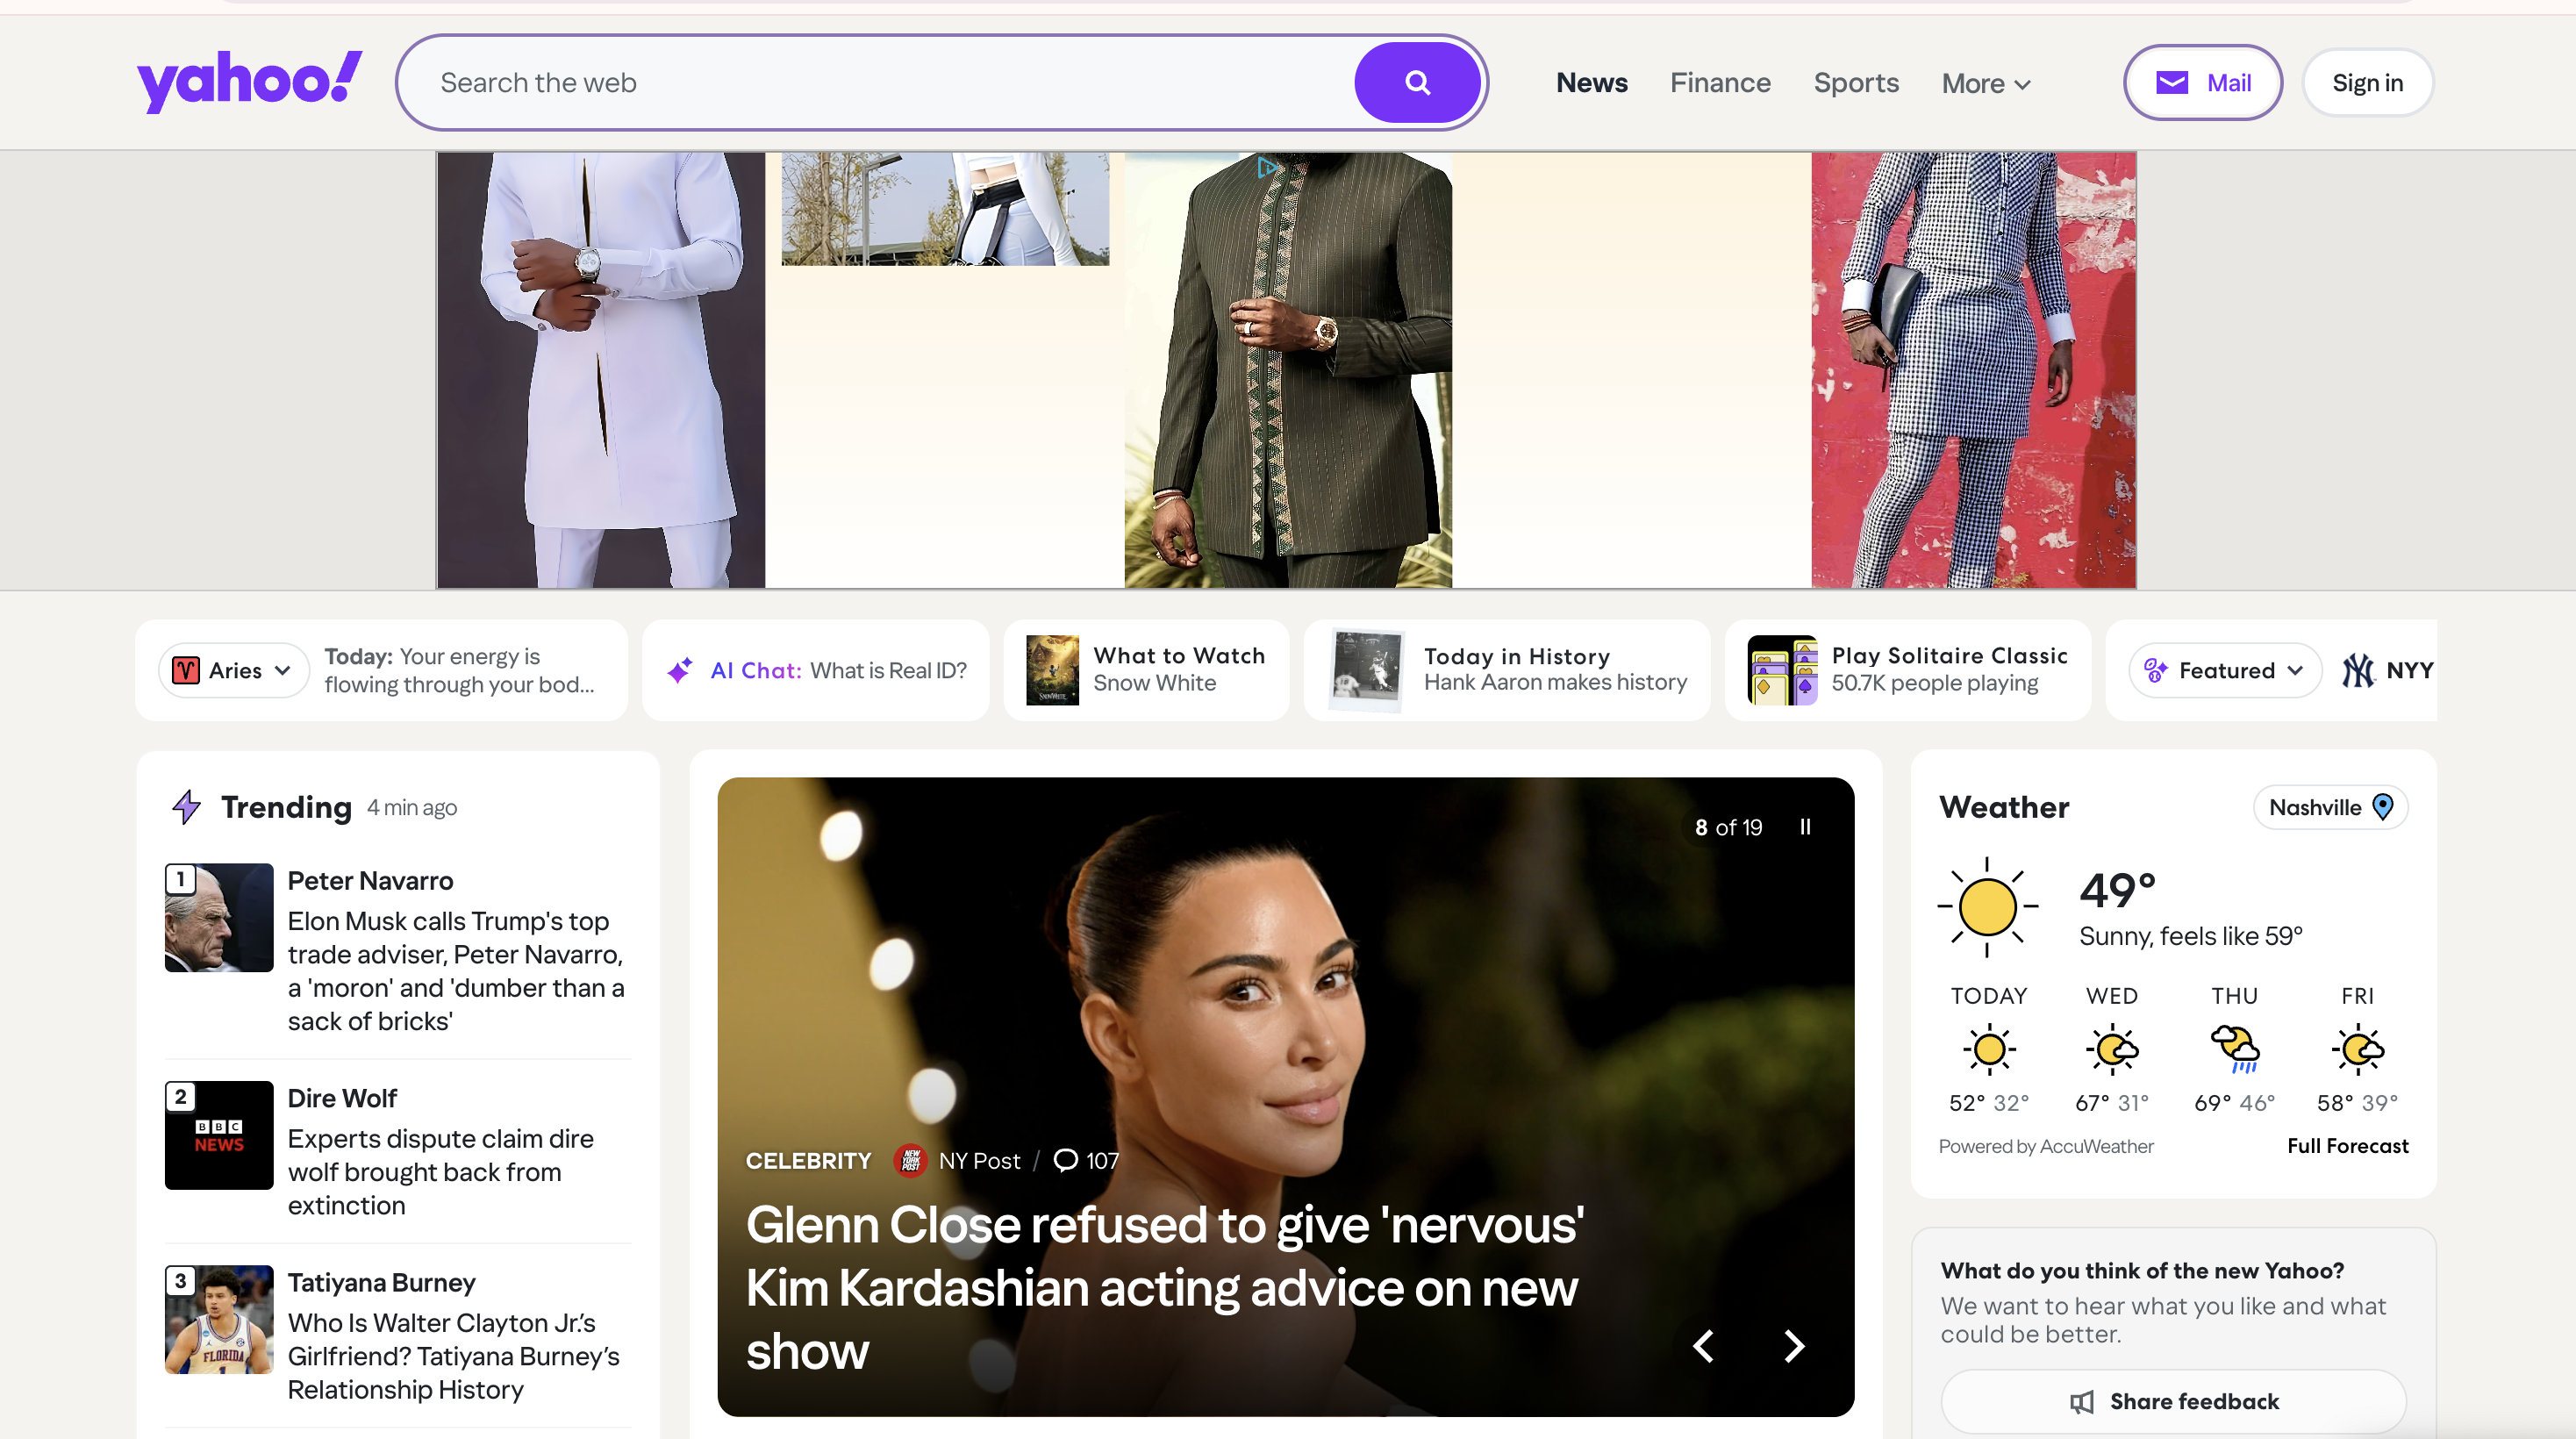 yahoo!
Search the web
News
Finance
Sports
More
Mail
Sign in
Aries
Today: Your energy is
flowing through your bod...
AI Chat: What is Real ID?
What to Watch
Snow White
Today in History
Hank Aaron makes history
Play Solitaire Classic
50.7K people playing
Featured
NYY
Trending 4 min ago
1
Peter Navarro
Elon Musk calls Trump's top
trade adviser, Peter Navarro,
a 'moron' and 'dumber than a
sack of bricks'
2
BBC
NEWS
Dire Wolf
Experts dispute claim dire
wolf brought back from
extinction
3
FLORIDA
1
Tatiyana Burney
Who Is Walter Clayton Jr.'s
Girlfriend? Tatiyana Burney’s
Relationship History
8 of 19
CELEBRITY
NEW
YORK
POST
NY Post / 107
Glenn Close refused to give 'nervous'
Kim Kardashian acting advice on new
show
Weather
Nashville
49°
Sunny, feels like 59°
TODAY WED THU FRI
52° 32° 67° 31° 69° 46° 58° 39°
Powered by AccuWeather
Full Forecast
What do you think of the new Yahoo?
We want to hear what you like and what
could be better.
Share feedback